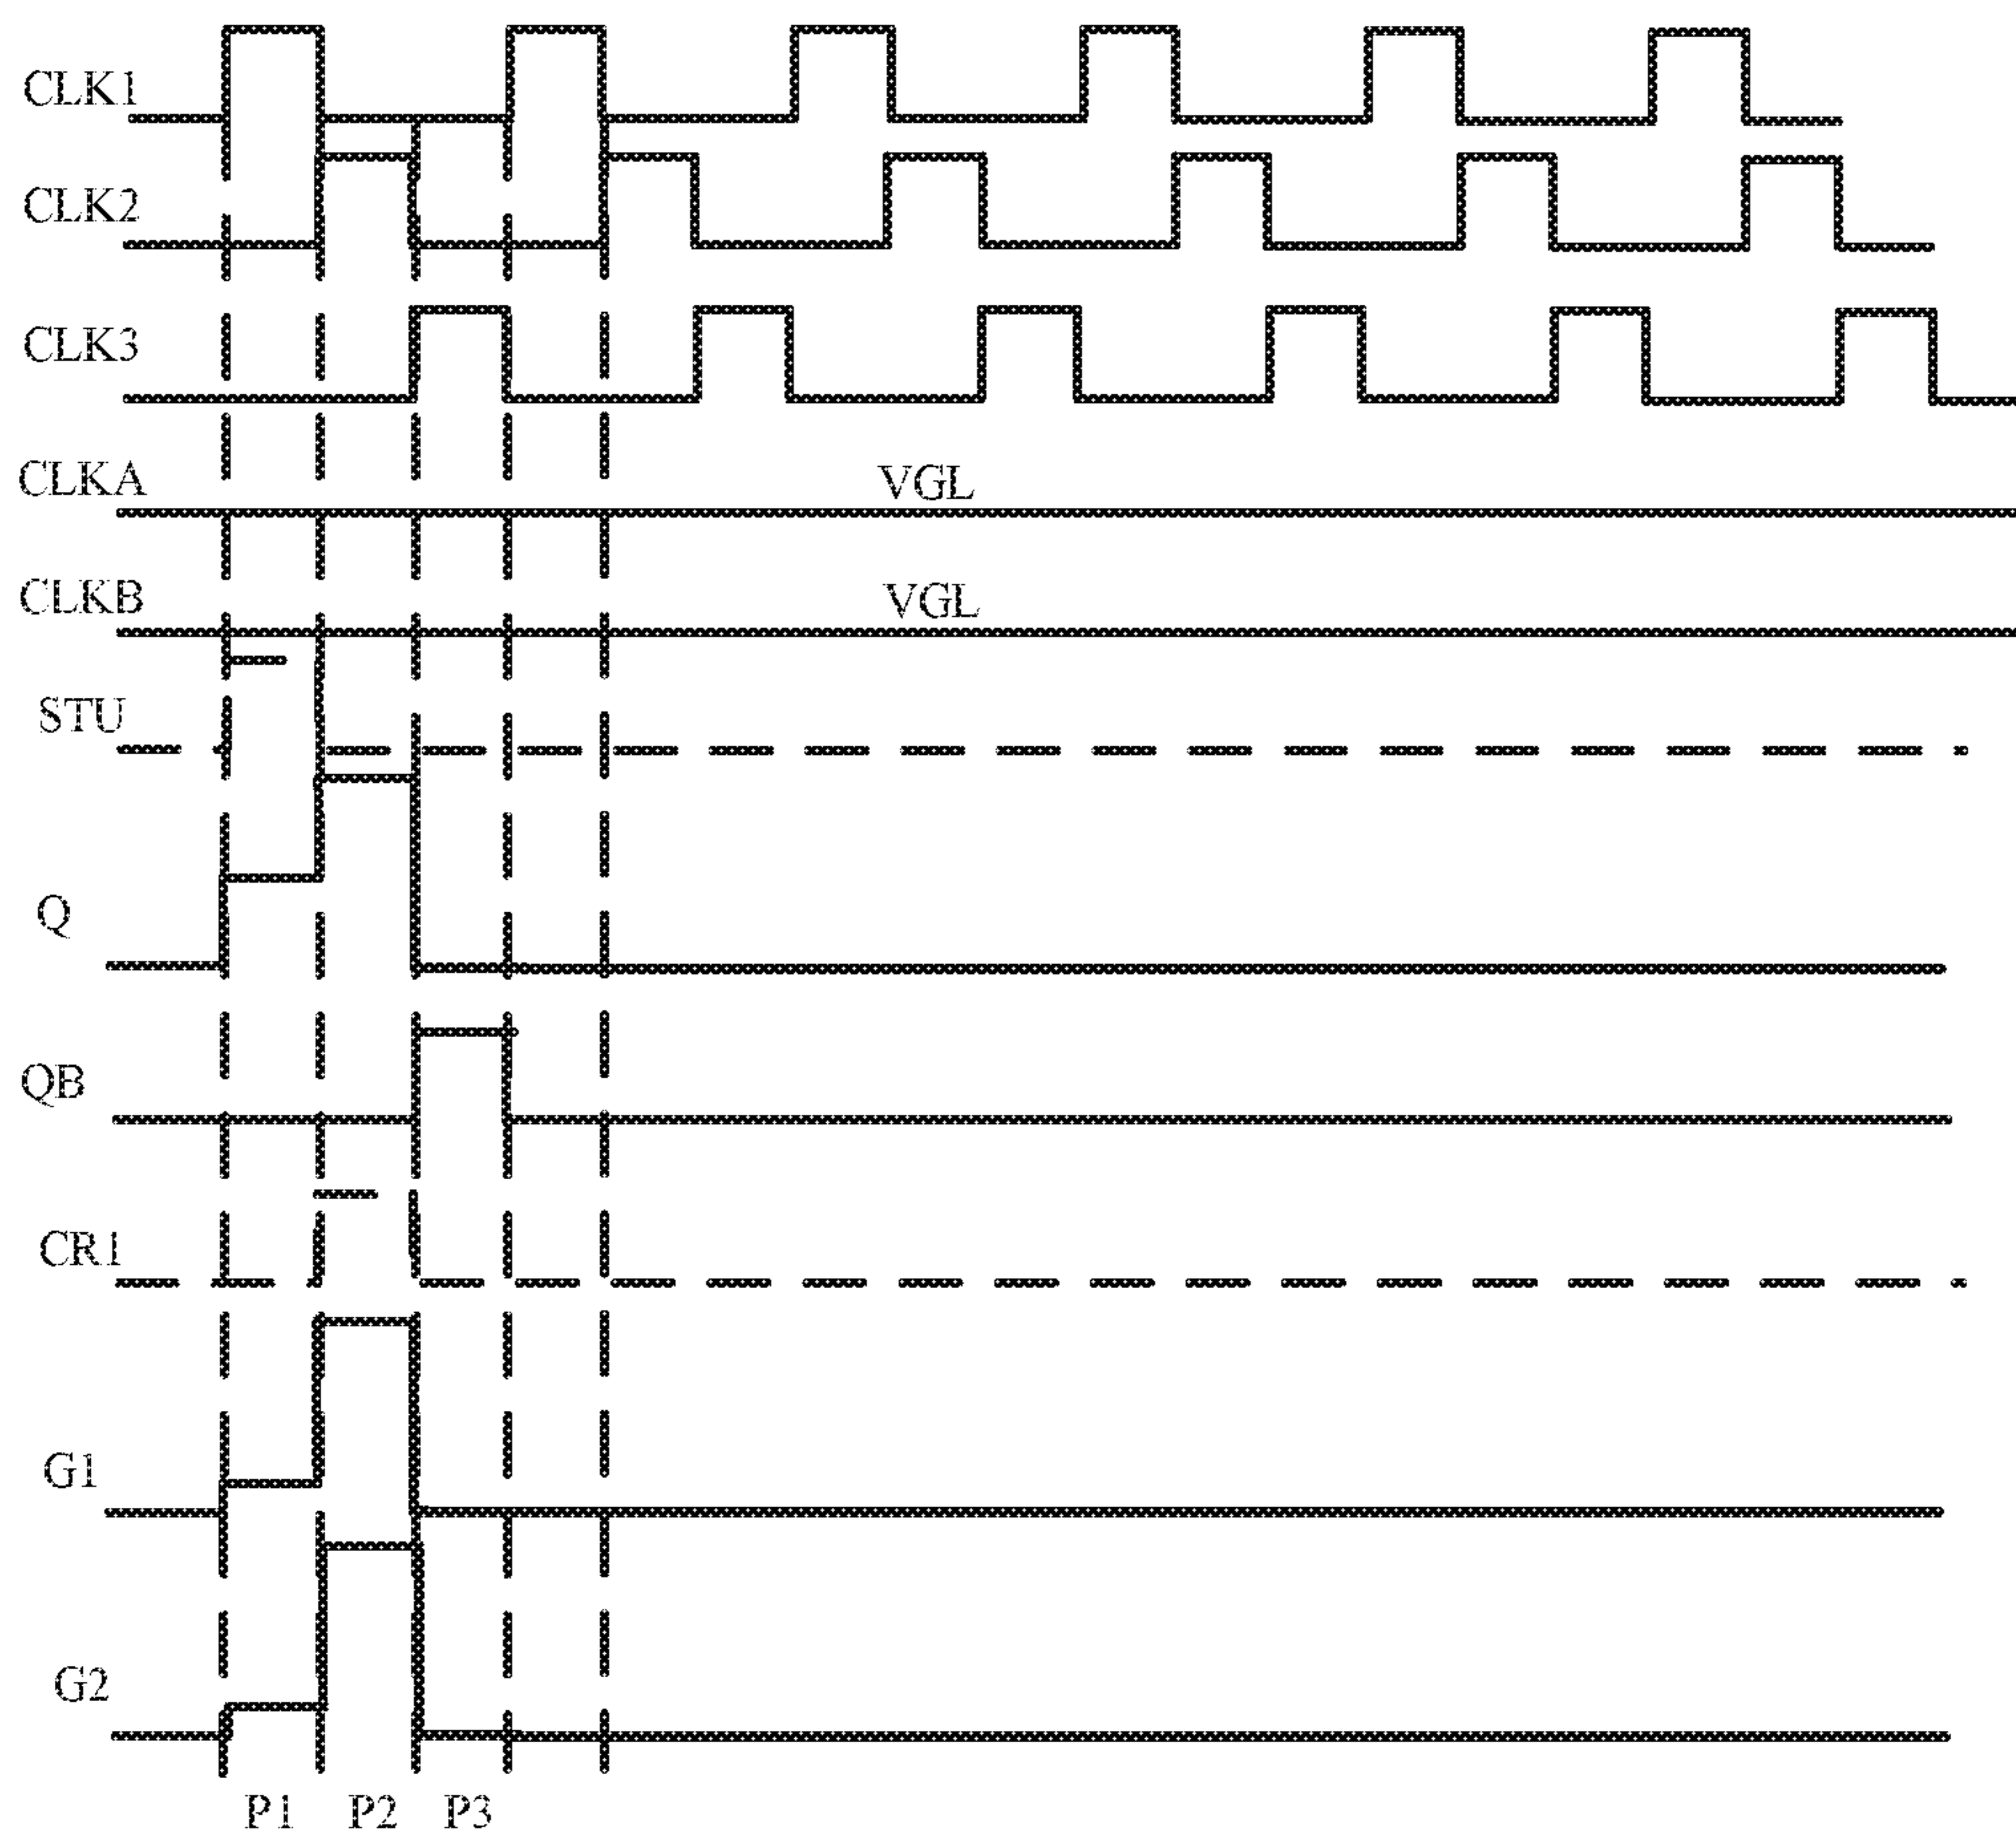 CLK1
CLK2
CLK3
CLKA
VGL
CLKB
VGL
STU
Q
QB
CR1
G1
G2
P1 P2 P3